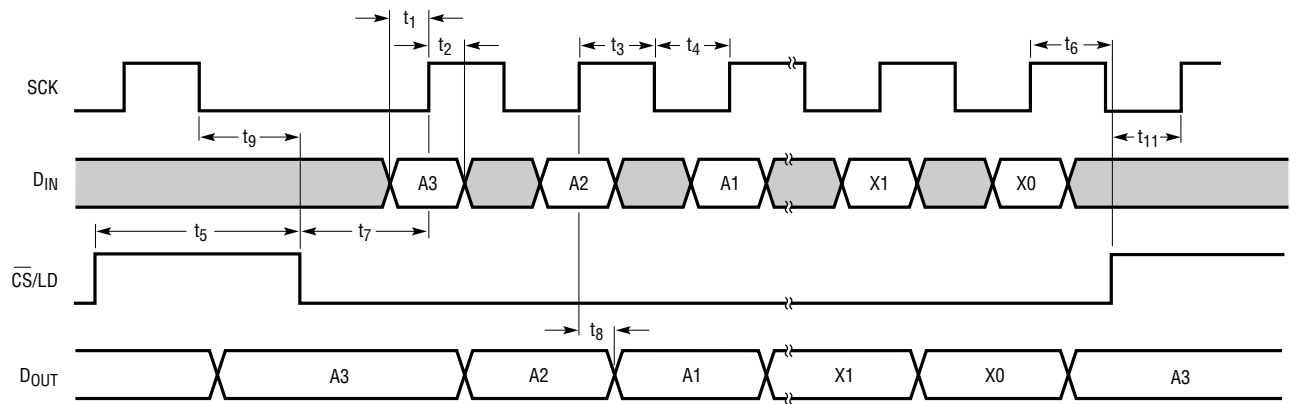 t1
t2
t3
t4
t6
SCK
t9
t11
DIN
A3
A2
A1
X1
X0
t5
t7
CS/LD
t8
DOUT
A3
A2
A1
X1
X0
A3